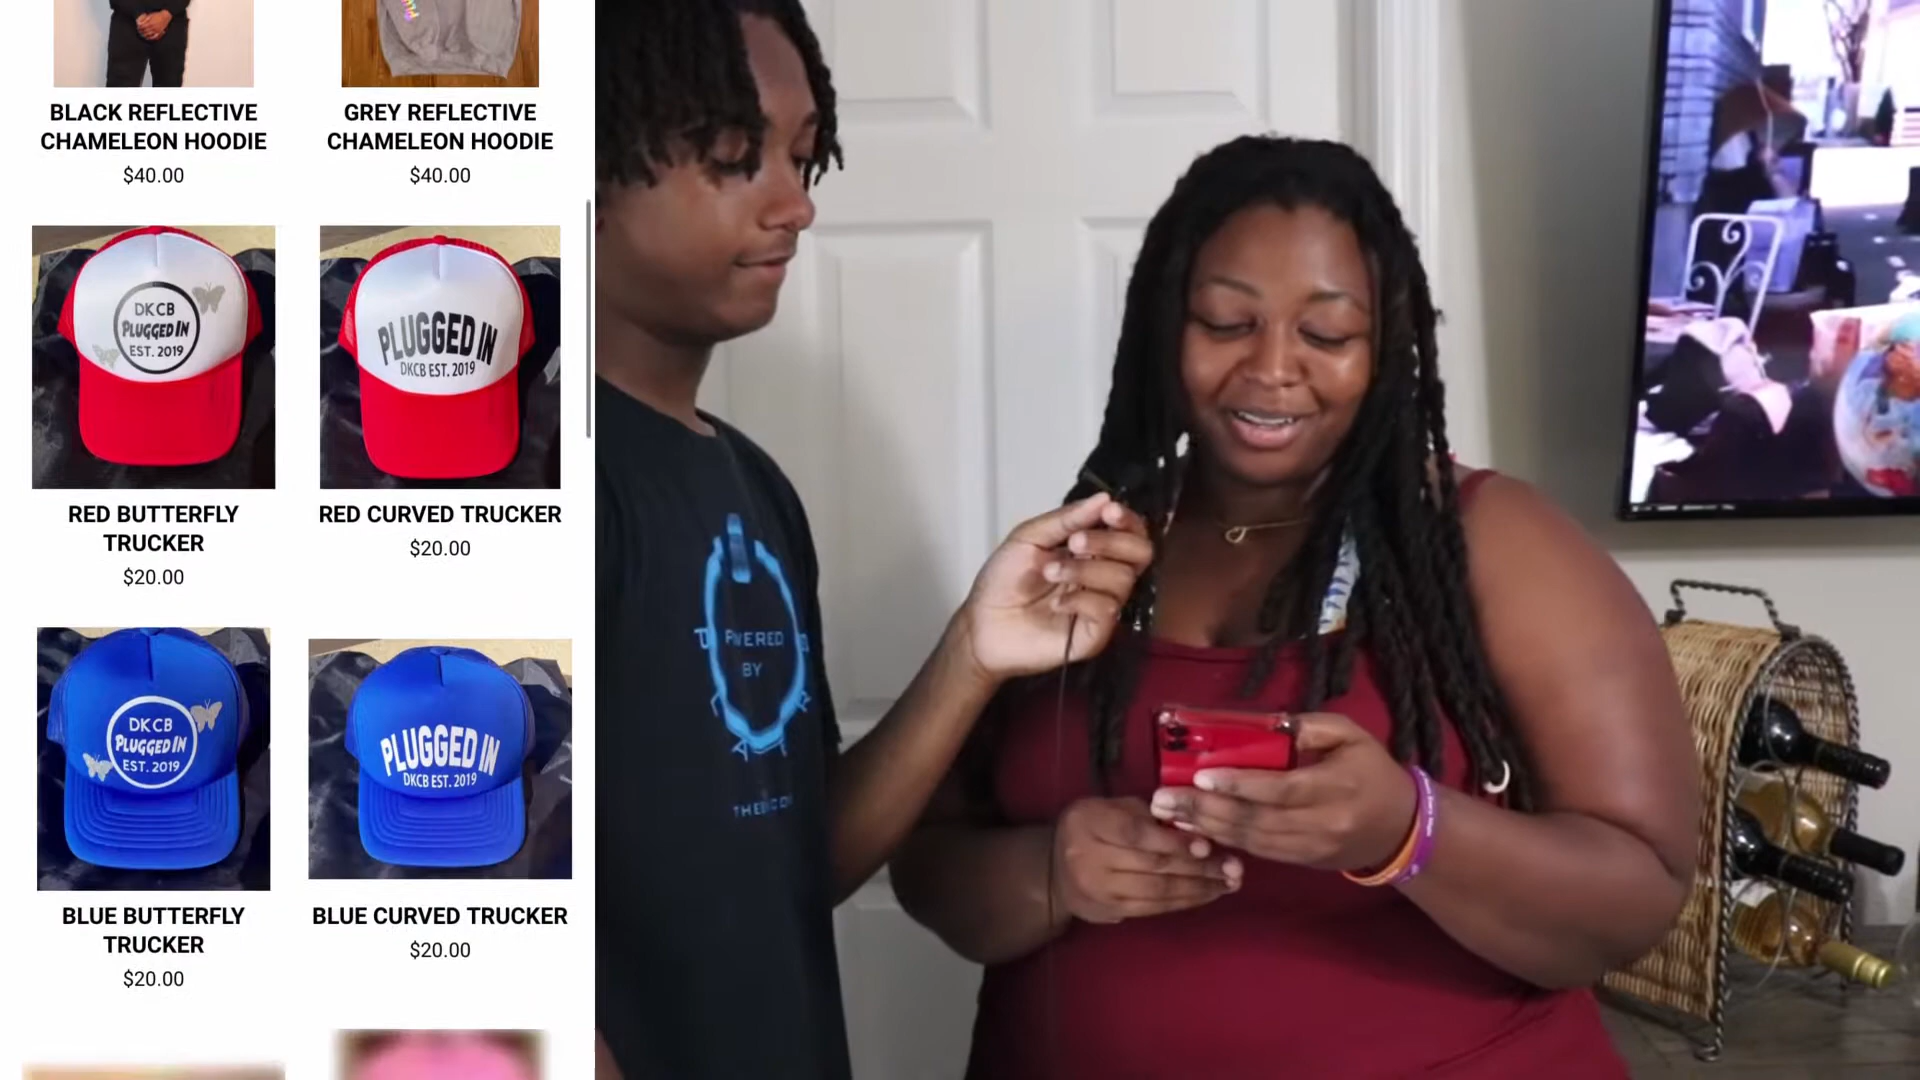 BLACK REFLECTIVE
CHAMELEON HOODIE
$40.00
GREY REFLECTIVE
CHAMELEON HOODIE
$40.00
DKCB
PLUGGED IN
EST. 2019
PLUGGED IN
DKCB EST. 2019
RED BUTTERFLY
TRUCKER
$20.00
RED CURVED TRUCKER
$20.00
DKCB
PLUGGED IN
EST. 2019
PLUGGED IN
DKCB EST. 2019
BLUE BUTTERFLY
TRUCKER
$20.00
BLUE CURVED TRUCKER
$20.00
POWERED
BY